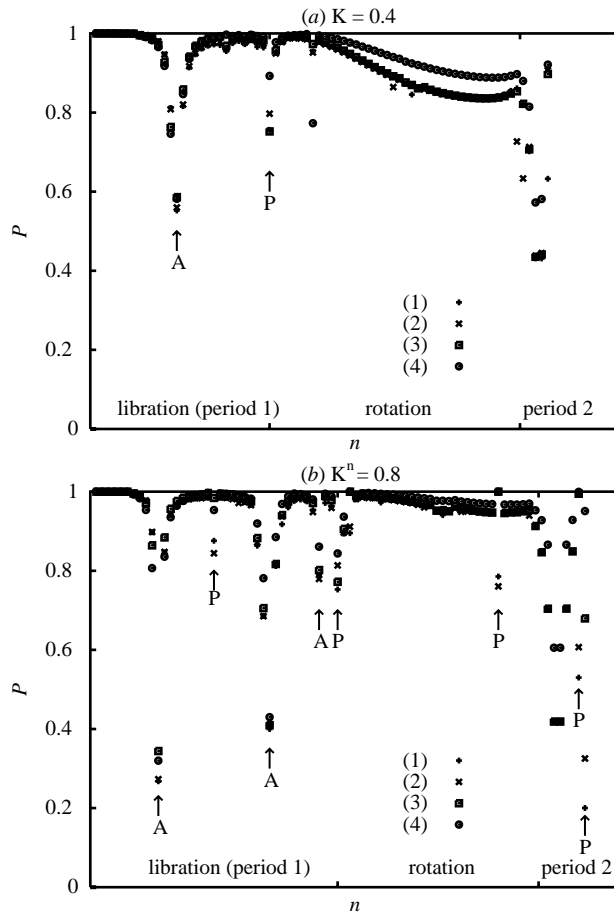 (a) K = 0.4
1
0.8
0.6
0.4
0.2
0
P
A
P
(1)
(2)
(3)
(4)
libration (period 1)
rotation
period 2
n
(b) Kⁿ = 0.8
1
0.8
0.6
0.4
0.2
0
P
P
A
P
P
P
A
A
P
(1)
(2)
(3)
(4)
libration (period 1)
rotation
period 2
n